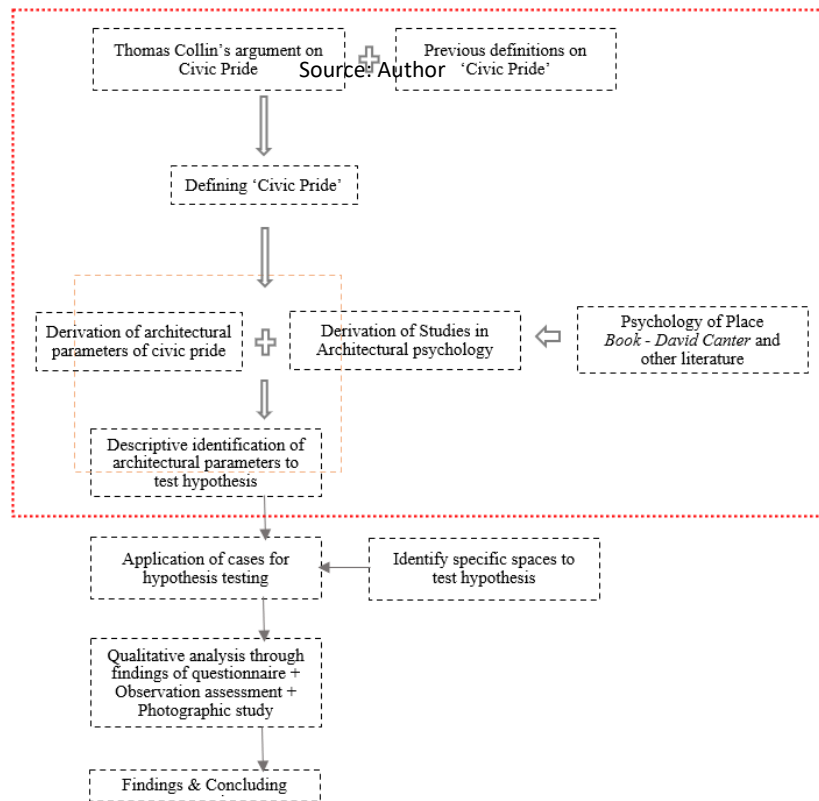 Thomas Collin’s argument on
Civic Pride
Previous definitions on
‘Civic Pride’
Source: Author
Defining ‘Civic Pride’
Derivation of architectural
parameters of civic pride
Derivation of Studies in
Architectural psychology
Psychology of Place
Book - David Canter and
other literature
Descriptive identification of
architectural parameters to
test hypothesis
Application of cases for
hypothesis testing
Identify specific spaces to
test hypothesis
Qualitative analysis through
findings of questionnaire +
Observation assessment +
Photographic study
Findings & Concluding